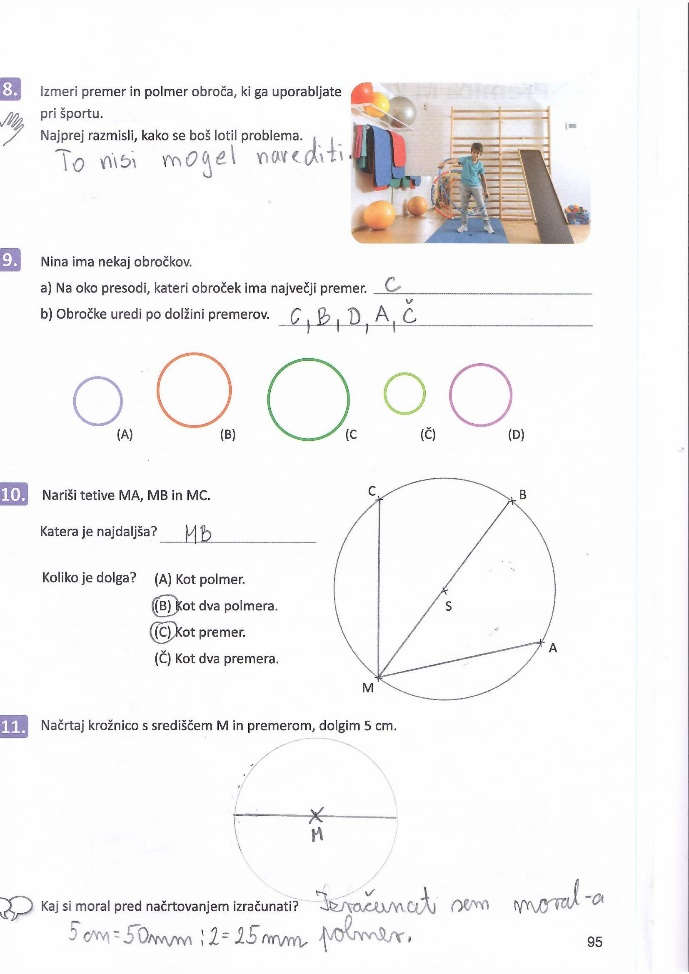 8. Izmeri premer in polmer obroča, ki ga uporabljate
pri športu.
Najprej razmisli, kako se boš lotil problema.
To nisi mogel narediti.
9. Nina ima nekaj obročkov.
a) Na oko presodi, kateri obroček ima največji premer. C
b) Obročke uredi po dolžini premerov. C, B, D, A, Č
(A) (B) (C (Č) (D)
10. Nariši tetive MA, MB in MC.
Katera je najdaljša? MB
Koliko je dolga? (A) Kot polmer.
(B) Kot dva polmera.
(C) Kot premer.
(Č) Kot dva premera.
C
B
S
A
M
11. Načrtaj krožnico s središčem M in premerom, dolgim 5 cm.
M
Kaj si moral pred načrtovanjem izračunati? Izračunati sem moral-a
5 cm = 50 mm : 2 = 25 mm polmer.
95